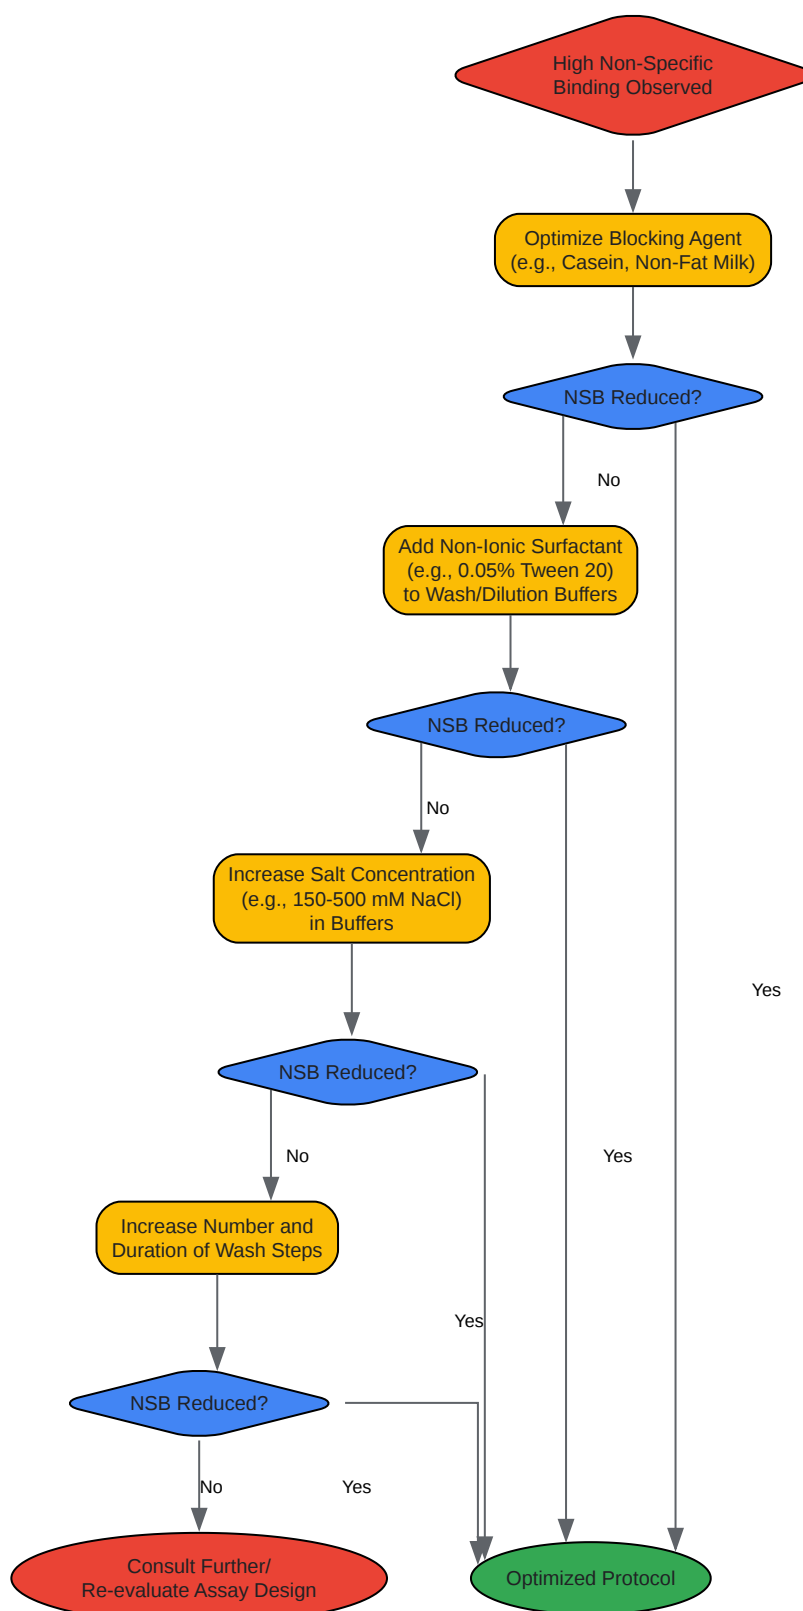 High Non-Specific
Binding Observed
Optimize Blocking Agent
(e.g., Casein, Non-Fat Milk)
NSB Reduced?
No
Add Non-Ionic Surfactant
(e.g., 0.05% Tween 20)
to Wash/Dilution Buffers
NSB Reduced?
No
Increase Salt Concentration
(e.g., 150-500 mM NaCl)
in Buffers
Yes
NSB Reduced?
No
Yes
Increase Number and
Duration of Wash Steps
Yes
NSB Reduced?
No
Yes
Consult Further/
Re-evaluate Assay Design
Optimized Protocol